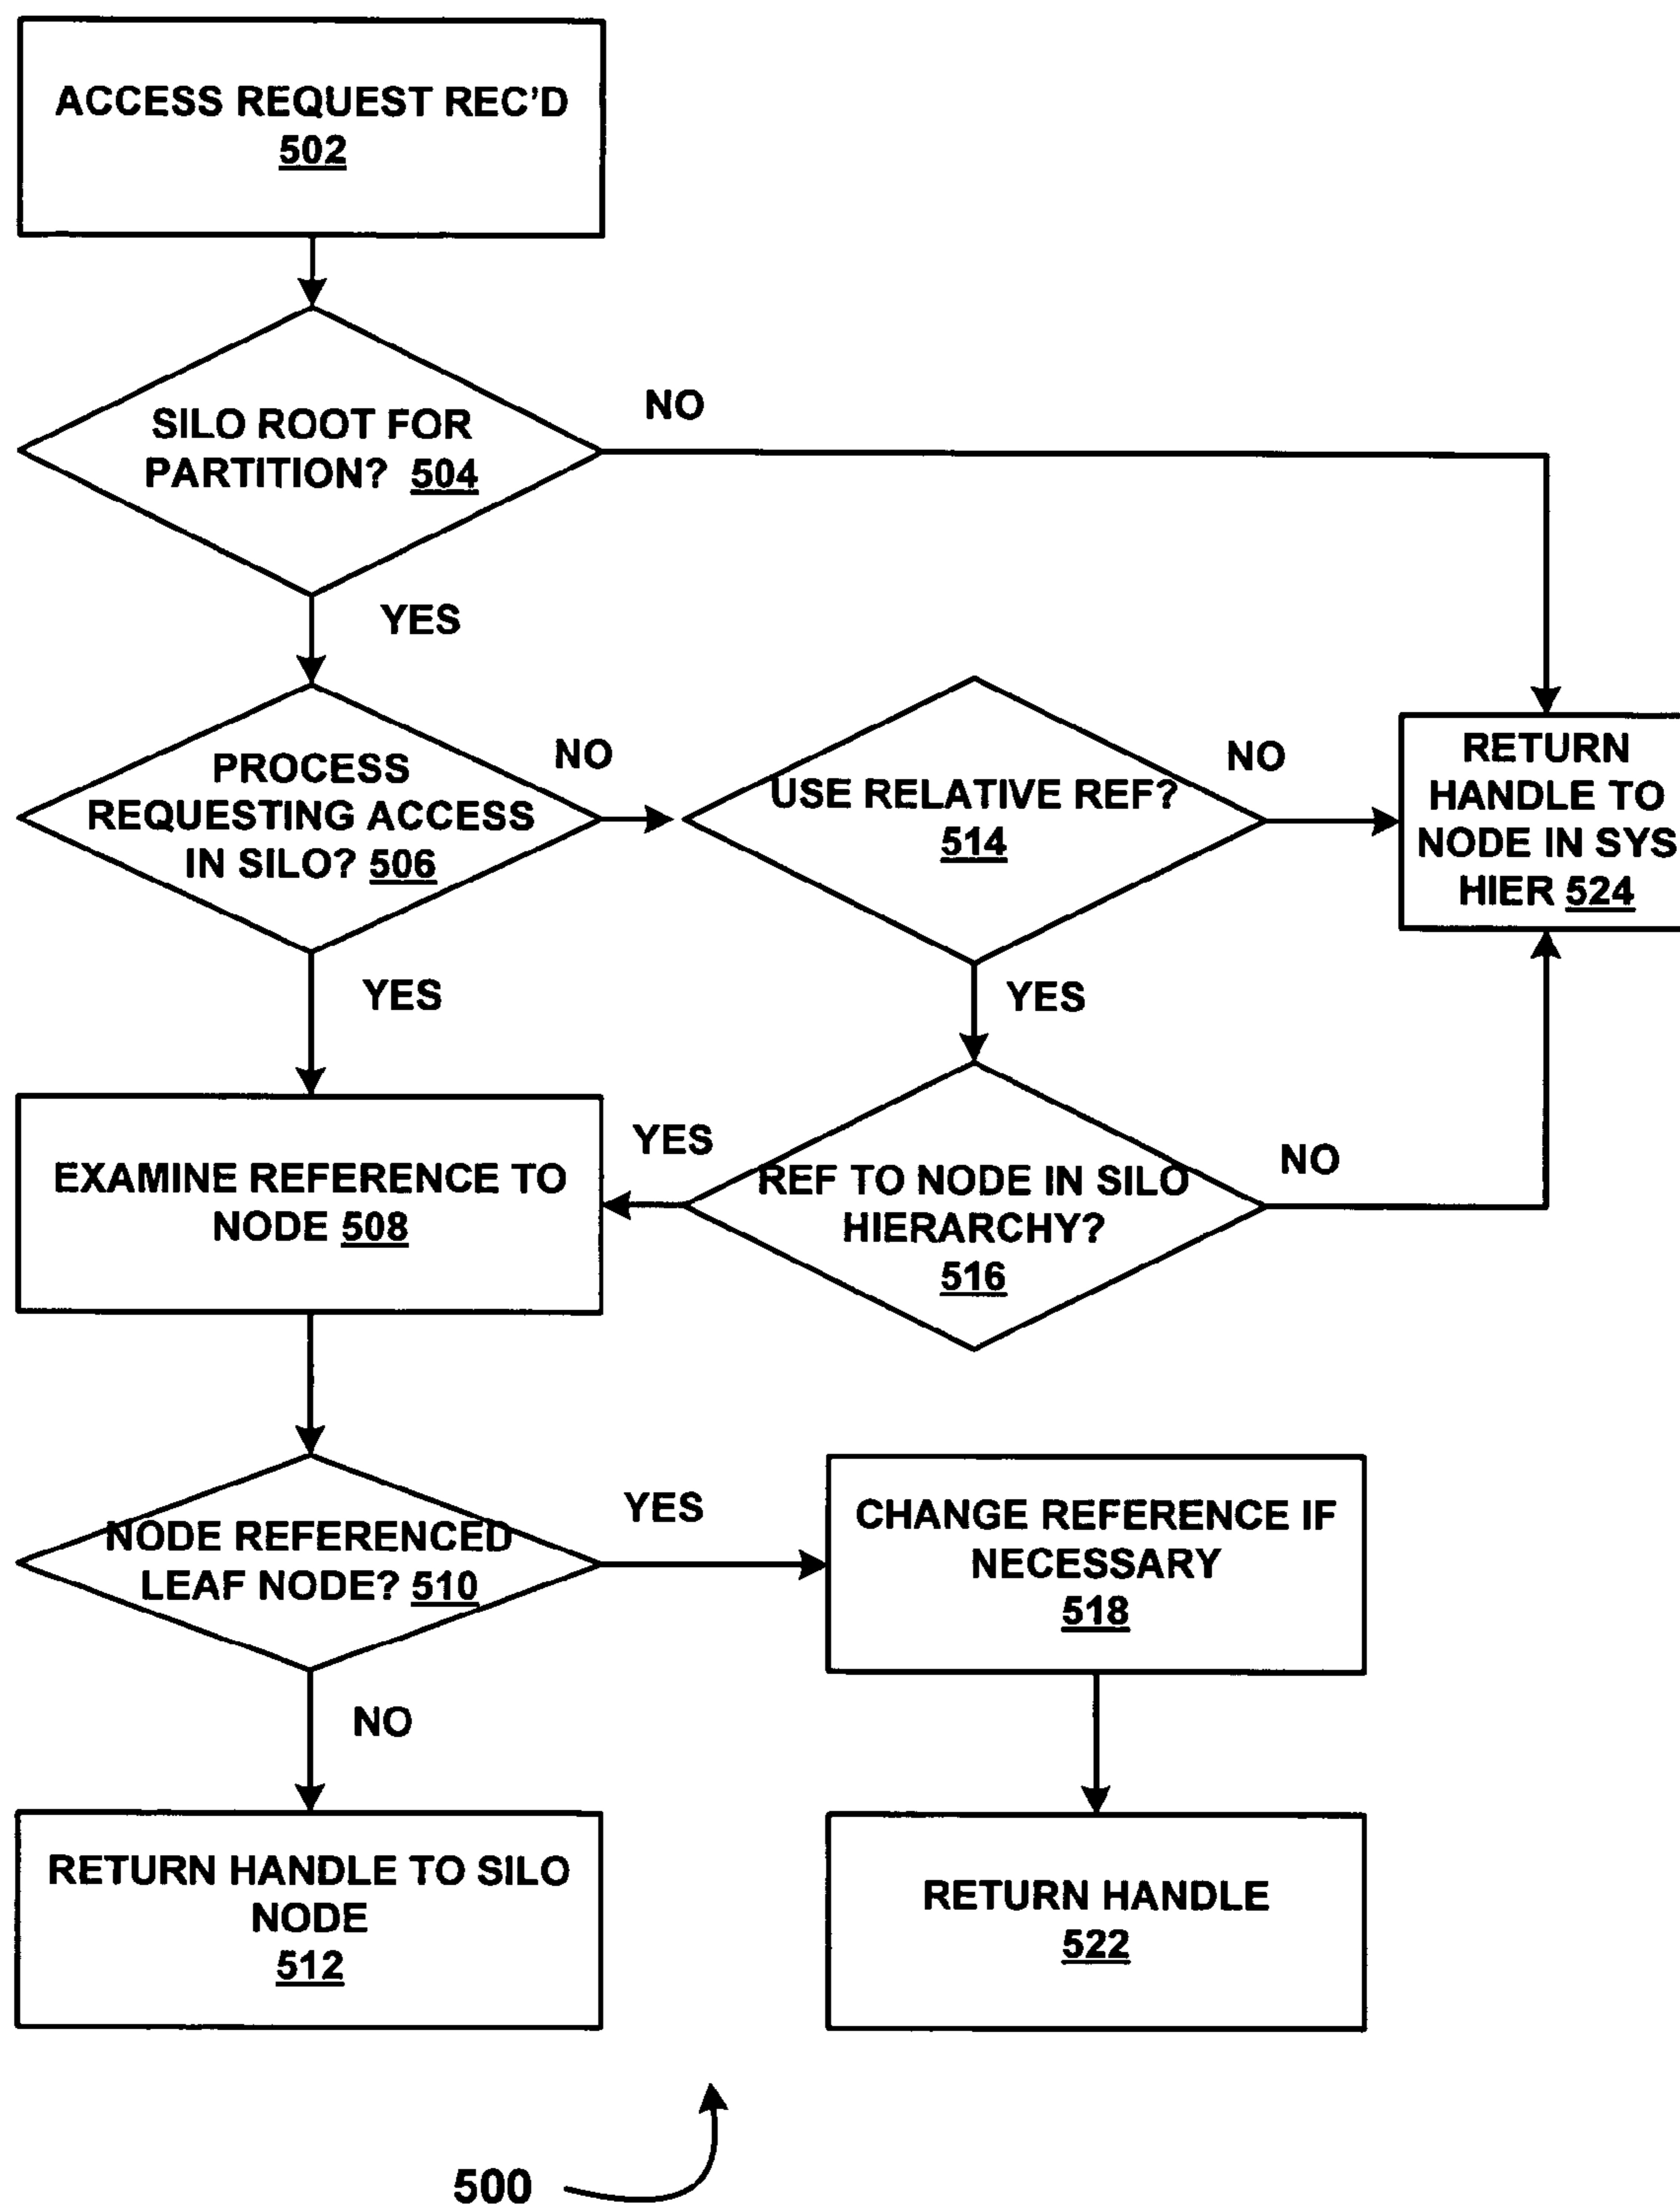 ACCESS REQUEST REC'D
502
SILO ROOT FOR
PARTITION? 504
NO
YES
PROCESS
REQUESTING ACCESS
IN SILO? 506
NO
USE RELATIVE REF?
514
NO
RETURN
HANDLE TO
NODE IN SYS
HIER 524
YES
YES
EXAMINE REFERENCE TO
NODE 508
YES
REF TO NODE IN SILO
HIERARCHY?
516
NO
NODE REFERENCED
LEAF NODE? 510
YES
CHANGE REFERENCE IF
NECESSARY
518
NO
RETURN HANDLE TO SILO
NODE
512
RETURN HANDLE
522
500